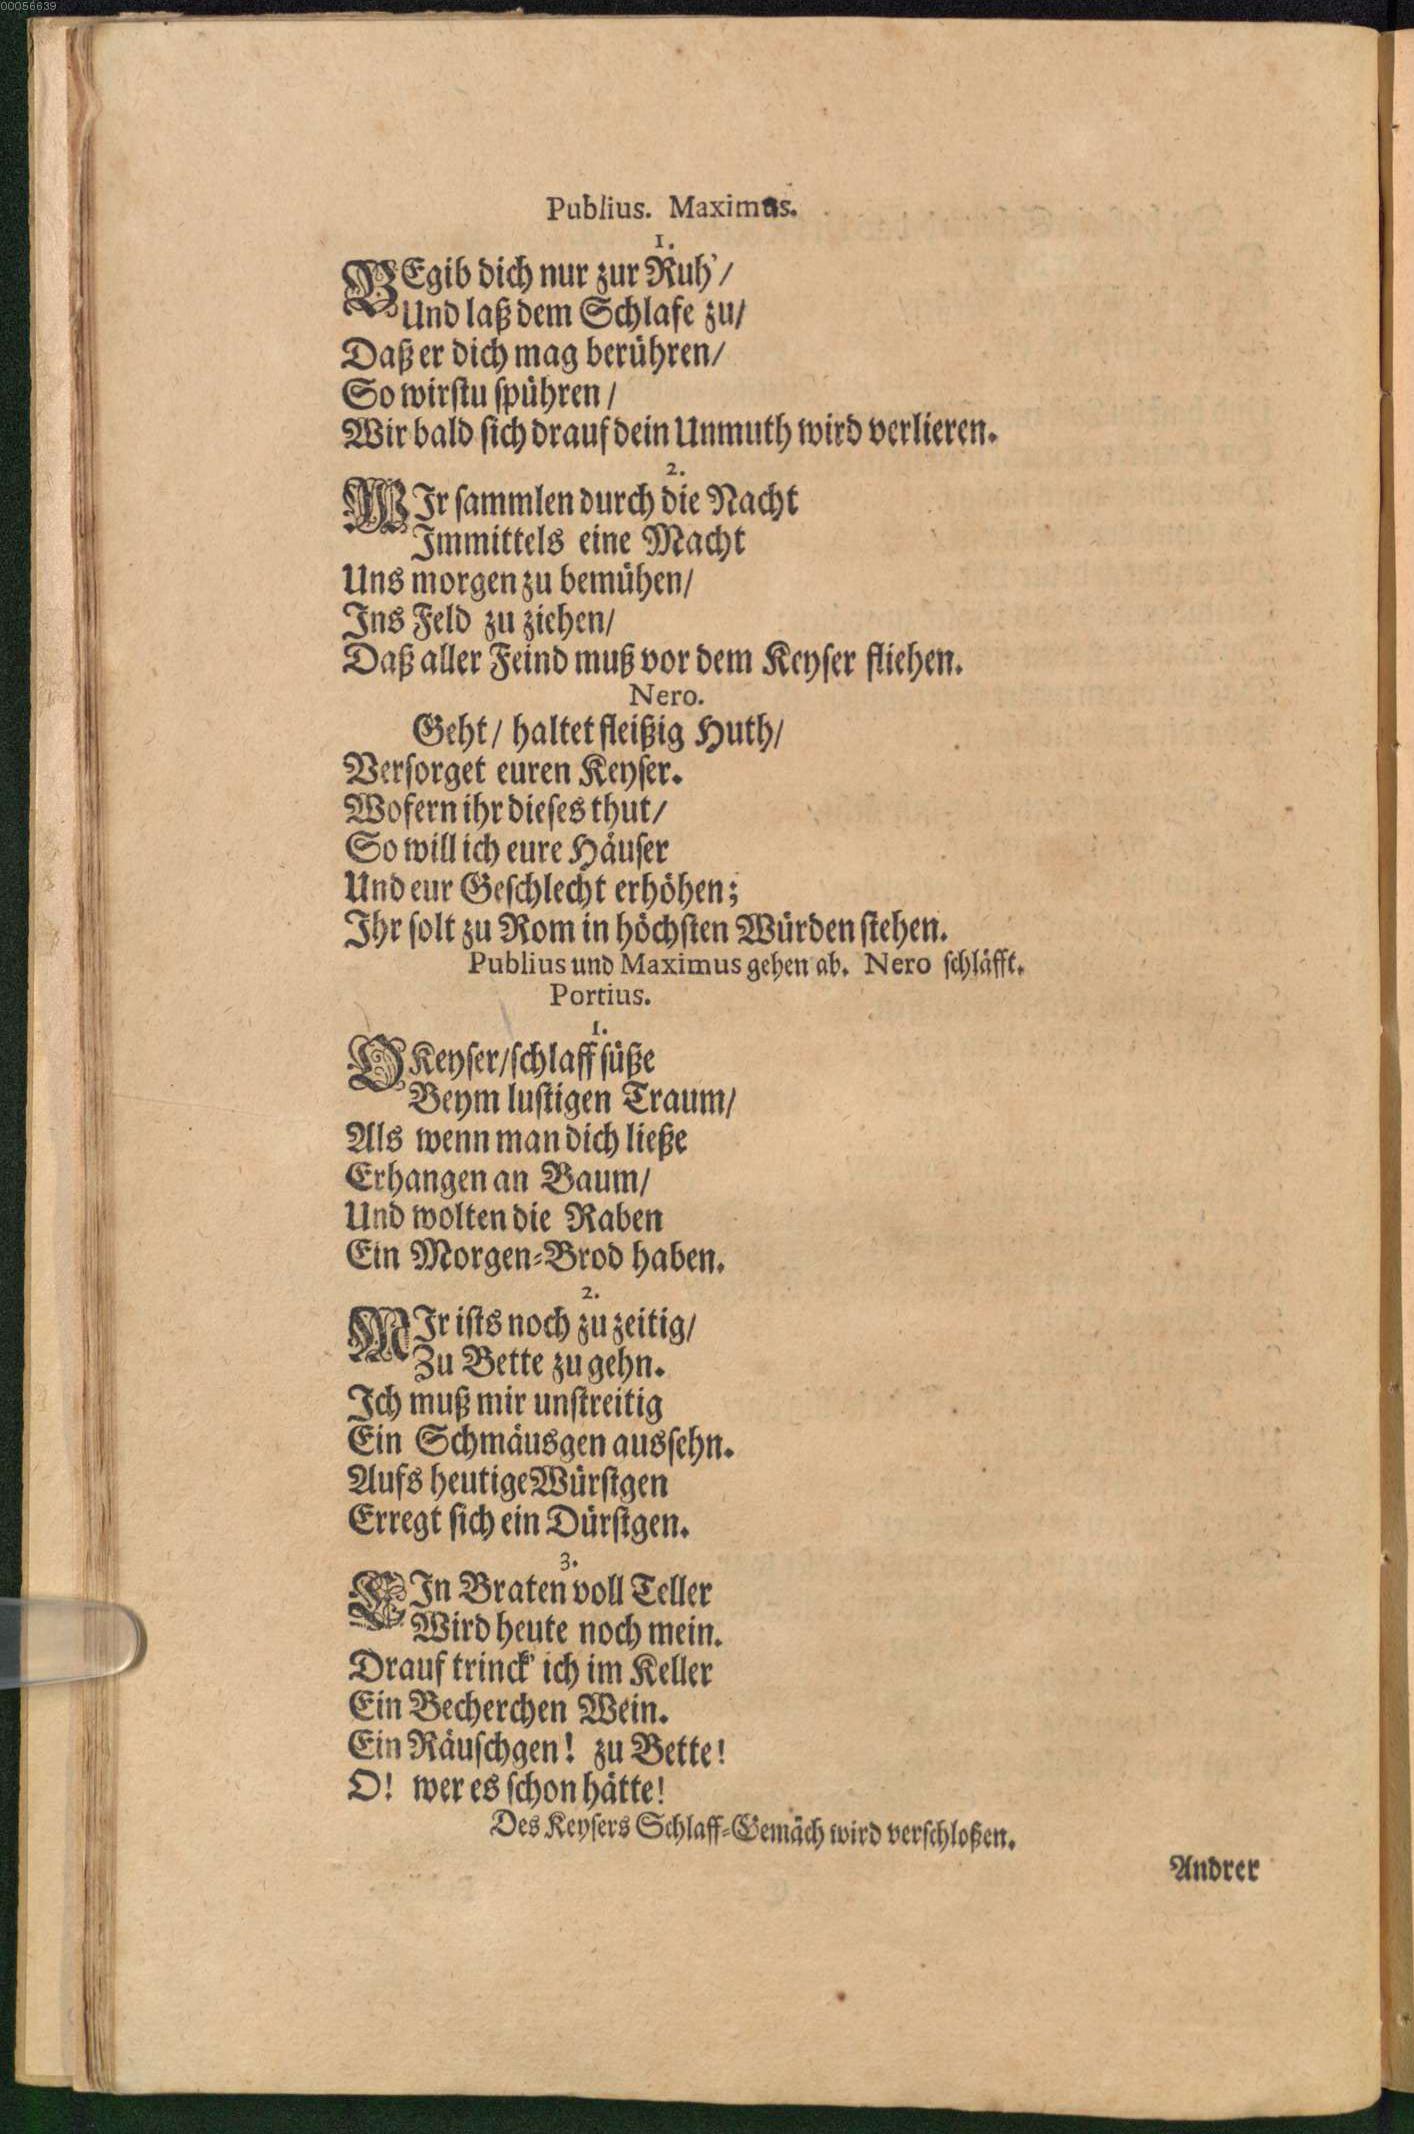 00056639
Publius. Maximus.
1.
BEgib dich nur zur Ruh'/
Und laß dem Schlafe zu/
Daß er dich mag berühren/
So wirstu spühren/
Wir bald sich drauf dein Unmuth wird verlieren.
2.
WIr sammlen durch die Nacht
Immittels eine Macht
Uns morgen zu bemühen/
Ins Feld zu ziehen/
Daß aller Feind muß vor dem Keyser fliehen.
Nero.
Geht/ haltet fleißig Huth/
Versorget euren Keyser.
Wofern ihr dieses thut/
So will ich eure Häuser
Und eur Geschlecht erhöhen;
Ihr solt zu Rom in höchsten Würden stehen.
Publius und Maximus gehen ab. Nero schläfft.
Portius.
1.
O Keyser/ schlaff süße
Beym lustigen Traum/
Als wenn man dich ließe
Erhangen an Baum/
Und wolten die Raben
Ein Morgen-Brod haben.
2.
MIr ists noch zu zeitig/
Zu Bette zu gehn.
Ich muß mir unstreitig
Ein Schmäusgen aussehn.
Aufs heutige Würstgen
Erregt sich ein Dürstgen.
3.
EIn Braten voll Teller
Wird heute noch mein.
Drauf trinck' ich im Keller
Ein Becherchen Wein.
Ein Räuschgen! zu Bette!
O! wer es schon hätte!
Des Keysers Schlaff-Gemäch wird verschloßen.
Andrer